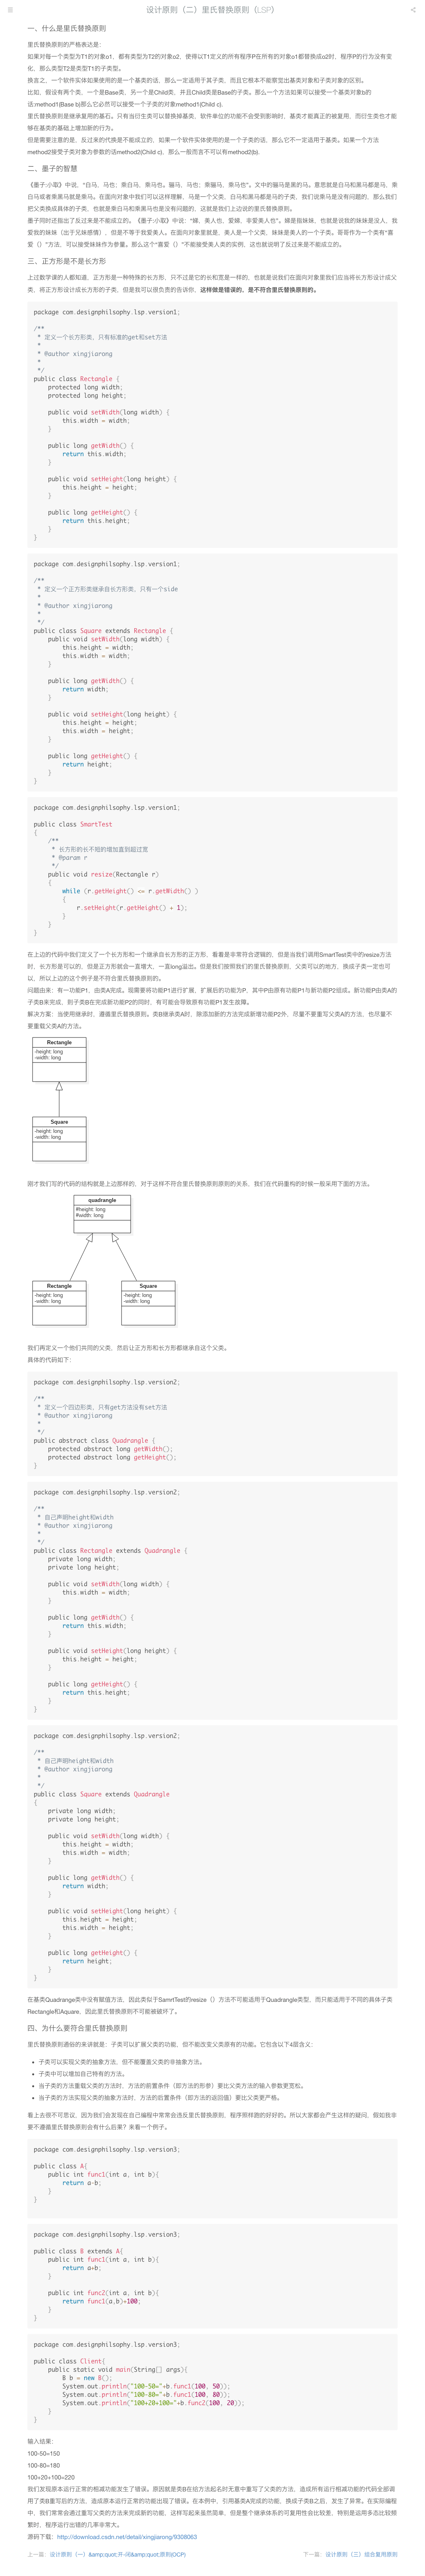 设计原则（二）里氏替换原则（LSP）
一、什么是里氏替换原则
里氏替换原则的严格表达是：
如果对每一个类型为T1的对象o1，都有类型为T2的对象o2，使得以T1定义的所有程序P在所有的对象o1都替换成o2时，程序P的行为没有变
化，那么类型T2是类型T1的子类型。
换言之，一个软件实体如果使用的是一个基类的话，那么一定适用于其子类，而且它根本不能察觉出基类对象和子类对象的区别。
比如，假设有两个类，一个是Base类，另一个是Child类，并且Child类是Base的子类。那么一个方法如果可以接受一个基类对象b的
话:method1(Base b)那么它必然可以接受一个子类的对象method1(Child c).
里氏替换原则是继承复用的基石。只有当衍生类可以替换掉基类，软件单位的功能不会受到影响时，基类才能真正的被复用，而衍生类也才能
够在基类的基础上增加新的行为。
但是需要注意的是，反过来的代换是不能成立的，如果一个软件实体使用的是一个子类的话，那么它不一定适用于基类。如果一个方法
method2接受子类对象为参数的话method2(Child c)，那么一般而言不可以有method2(b).
二、墨子的智慧
《墨子:小取》中说，“白马，马也；乘白马，乘马也。骊马，马也；乘骊马，乘马也”。文中的骊马是黑的马。意思就是白马和黑马都是马，乘
白马或者乘黑马就是乘马。在面向对象中我们可以这样理解，马是一个父类，白马和黑马都是马的子类，我们说乘马是没有问题的，那么我们
把父类换成具体的子类，也就是乘白马和乘黑马也是没有问题的，这就是我们上边说的里氏替换原则。
墨子同时还指出了反过来是不能成立的。《墨子:小取》中说：“娣，美人也，爱娣，非爱美人也”。娣是指妹妹，也就是说我的妹妹是没人，我
爱我的妹妹（出于兄妹感情），但是不等于我爱美人。在面向对象里就是，美人是一个父类，妹妹是美人的一个子类。哥哥作为一个类有“喜
爱（）”方法，可以接受妹妹作为参量。那么这个“喜爱（）”不能接受美人类的实例，这也就说明了反过来是不能成立的。
三、正方形是不是长方形
上过数学课的人都知道，正方形是一种特殊的长方形，只不过是它的长和宽是一样的，也就是说我们在面向对象里我们应当将长方形设计成父
类，将正方形设计成长方形的子类，但是我可以很负责的告诉你，这样做是错误的，是不符合里氏替换原则的。
package com.designphilsophy.lsp.version1;
/**
* 定义一个长方形类，只有标准的get和set方法
*
* @author xingjiarong
*
*/
public class Rectangle {
protected long width;
protected long height;
public void setWidth(long width) {
this.width = width;
}
public long getWidth() {
return this.width;
}
public void setHeight(long height) {
this.height = height;
}
public long getHeight() {
return this.height;
}
}
package com.designphilsophy.lsp.version1;
/**
* 定义一个正方形类继承自长方形类，只有一个side
*
* @author xingjiarong
*
*/
public class Square extends Rectangle {
public void setWidth(long width) {
this.height = width;
this.width = width;
}
public long getWidth() {
return width;
}
public void setHeight(long height) {
this.height = height;
this.width = height;
}
public long getHeight() {
return height;
}
}
package com.designphilsophy.lsp.version1;
public class SmartTest
{
/**
* 长方形的长不短的增加直到超过宽
* @param r
*/
public void resize(Rectangle r)
{
while (r.getHeight() <= r.getWidth() )
{
r.setHeight(r.getHeight() + 1);
}
}
}
在上边的代码中我们定义了一个长方形和一个继承自长方形的正方形，看着是非常符合逻辑的，但是当我们调用SmartTest类中的resize方法
时，长方形是可以的，但是正方形就会一直增大，一直long溢出。但是我们按照我们的里氏替换原则，父类可以的地方，换成子类一定也可
以，所以上边的这个例子是不符合里氏替换原则的。
问题由来：有一功能P1，由类A完成。现需要将功能P1进行扩展，扩展后的功能为P，其中P由原有功能P1与新功能P2组成。新功能P由类A的
子类B来完成，则子类B在完成新功能P2的同时，有可能会导致原有功能P1发生故障。
解决方案：当使用继承时，遵循里氏替换原则。类B继承类A时，除添加新的方法完成新增功能P2外，尽量不要重写父类A的方法，也尽量不
要重载父类A的方法。
Rectangle
-height: long
-width: long
Square
-height: long
-width: long
刚才我们写的代码的结构就是上边那样的，对于这样不符合里氏替换原则原则的关系，我们在代码重构的时候一般采用下面的方法。
quadrangle
#height: long
#width: long
Rectangle
-height: long
-width: long
Square
-height: long
-width: long
我们再定义一个他们共同的父类，然后让正方形和长方形都继承自这个父类。
具体的代码如下：
package com.designphilsophy.lsp.version2;
/**
* 定义一个四边形类，只有get方法没有set方法
* @author xingjiarong
*
*/
public abstract class Quadrangle {
protected abstract long getWidth();
protected abstract long getHeight();
}
package com.designphilsophy.lsp.version2;
/**
* 自己声明height和width
* @author xingjiarong
*
*/
public class Rectangle extends Quadrangle {
private long width;
private long height;
public void setWidth(long width) {
this.width = width;
}
public long getWidth() {
return this.width;
}
public void setHeight(long height) {
this.height = height;
}
public long getHeight() {
return this.height;
}
}
package com.designphilsophy.lsp.version2;
/**
* 自己声明height和width
* @author xingjiarong
*
*/
public class Square extends Quadrangle
{
private long width;
private long height;
public void setWidth(long width) {
this.height = width;
this.width = width;
}
public long getWidth() {
return width;
}
public void setHeight(long height) {
this.height = height;
this.width = height;
}
public long getHeight() {
return height;
}
}
在基类Quadrange类中没有赋值方法，因此类似于SamrtTest的resize（）方法不可能适用于Quadrangle类型，而只能适用于不同的具体子类
Rectangle和Aquare，因此里氏替换原则不可能被破坏了。
四、为什么要符合里氏替换原则
里氏替换原则通俗的来讲就是：子类可以扩展父类的功能，但不能改变父类原有的功能。它包含以下4层含义：
• 子类可以实现父类的抽象方法，但不能覆盖父类的非抽象方法。
• 子类中可以增加自己特有的方法。
• 当子类的方法重载父类的方法时，方法的前置条件（即方法的形参）要比父类方法的输入参数更宽松。
• 当子类的方法实现父类的抽象方法时，方法的后置条件（即方法的返回值）要比父类更严格。
看上去很不可思议，因为我们会发现在自己编程中常常会违反里氏替换原则，程序照样跑的好好的。所以大家都会产生这样的疑问，假如我非
要不遵循里氏替换原则会有什么后果？来看一个例子。
package com.designphilsophy.lsp.version3;
public class A{
public int func1(int a, int b){
return a-b;
}
}
package com.designphilsophy.lsp.version3;
public class B extends A{
public int func1(int a, int b){
return a+b;
}
public int func2(int a, int b){
return func1(a,b)+100;
}
}
package com.designphilsophy.lsp.version3;
public class Client{
public static void main(String[] args){
B b = new B();
System.out.println("100-50="+b.func1(100, 50));
System.out.println("100-80="+b.func1(100, 80));
System.out.println("100+20+100="+b.func2(100, 20));
}
}
输入结果：
100-50=150
100-80=180
100+20+100=220
我们发现原本运行正常的相减功能发生了错误。原因就是类B在给方法起名时无意中重写了父类的方法，造成所有运行相减功能的代码全部调
用了类B重写后的方法，造成原本运行正常的功能出现了错误。在本例中，引用基类A完成的功能，换成子类B之后，发生了异常。在实际编程
中，我们常常会通过重写父类的方法来完成新的功能，这样写起来虽然简单，但是整个继承体系的可复用性会比较差，特别是运用多态比较频
繁时，程序运行出错的几率非常大。
源码下载：http://download.csdn.net/detail/xingjiarong/9308063
上一篇：设计原则（一）&amp;quot;开-闭&amp;quot;原则(OCP)
下一篇：设计原则（三）组合重用原则